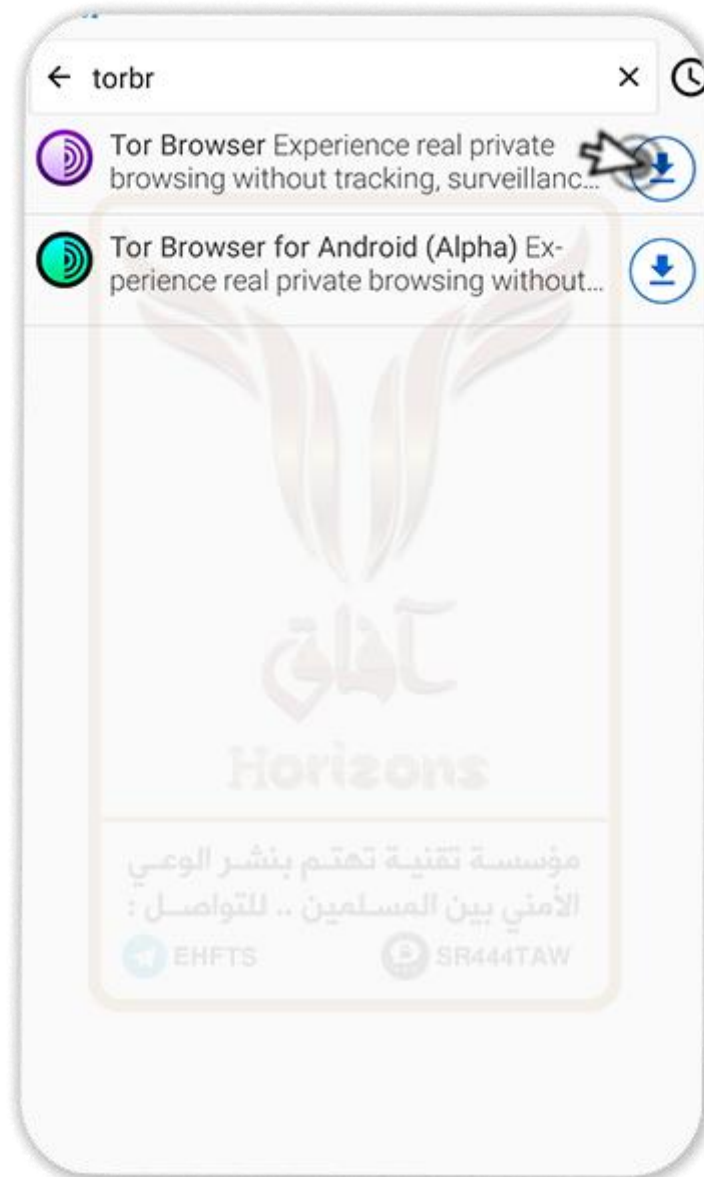 torbr
Tor Browser Experience real private
browsing without tracking, surveillanc...
Tor Browser for Android (Alpha) Ex-
perience real private browsing without...
آفاق
Horizons
مؤسسة تقنية تهتم بنشر الوعي
الأمني بين المسلمين .. للتواصل :
EHFTS SR444TAW